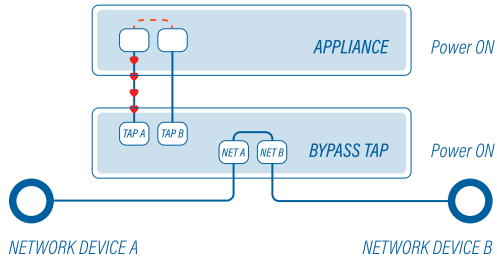 APPLIANCE
Power ON
TAP A
TAP B
NET A
NET B
BYPASS TAP
Power ON
NETWORK DEVICE A
NETWORK DEVICE B